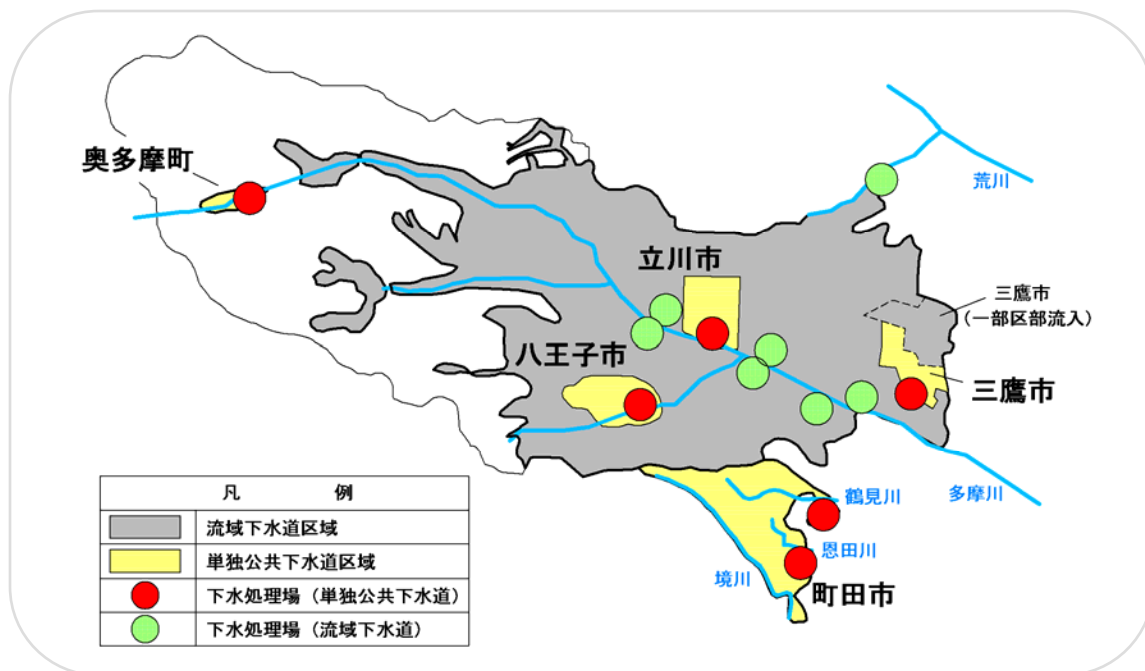 奥多摩町
荒川
立川市
三鷹市
(一部区部流入)
八王子市
三鷹市
鶴見川
多摩川
恩田川
境川
町田市
凡 例
流域下水道区域
単独公共下水道区域
下水処理場(単独公共下水道)
下水処理場(流域下水道)